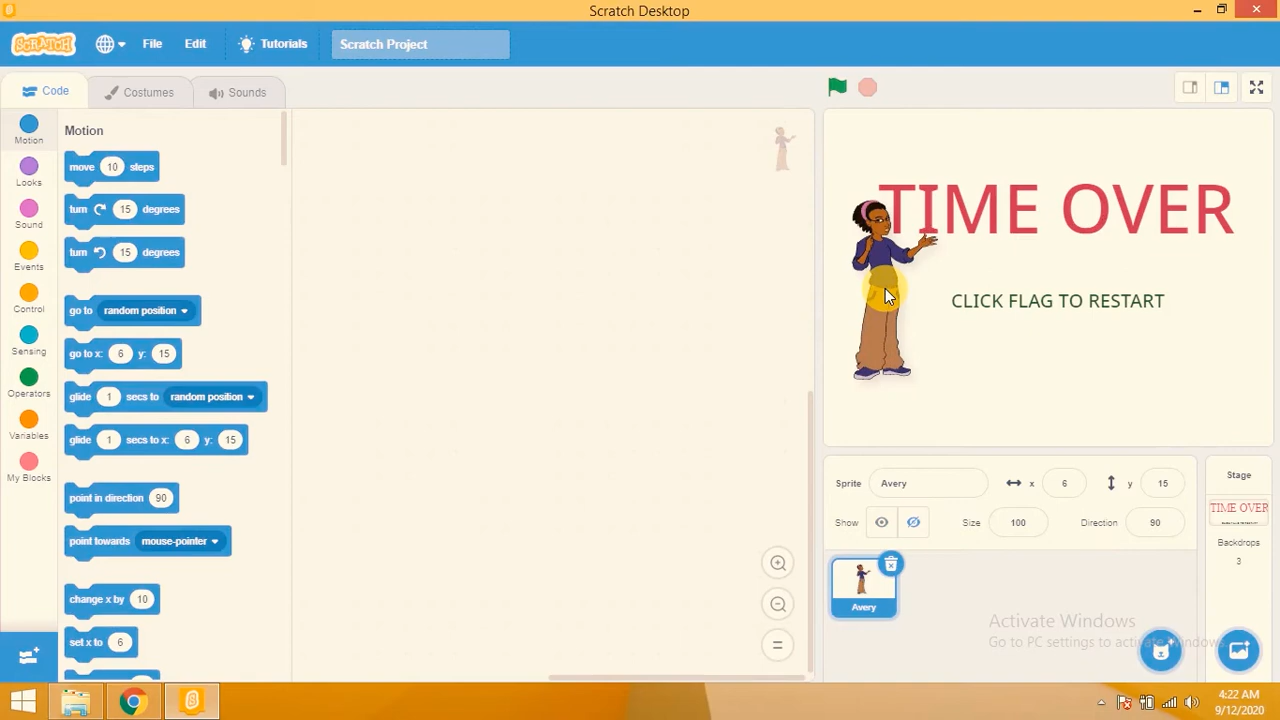 Scratch Desktop
SCRATCH
File
Edit
Tutorials
Scratch Project
Code
Costumes
Sounds
Motion
Looks
Sound
Events
Control
Sensing
Operators
Variables
My Blocks
Motion
move 10 steps
turn 15 degrees
turn 15 degrees
go to random position
go to x: 6 y: 15
glide 1 secs to random position
glide 1 secs to x: 6 y: 15
point in direction 90
point towards mouse-pointer
change x by 10
set x to 6
TIME OVER
CLICK FLAG TO RESTART
Sprite Avery x 6 y 15
Show Size 100 Direction 90
Avery
Stage
TIME OVER
Backdrops
3
Activate Windows
Go to PC settings to activate Windows.
4:22 AM
9/12/2020